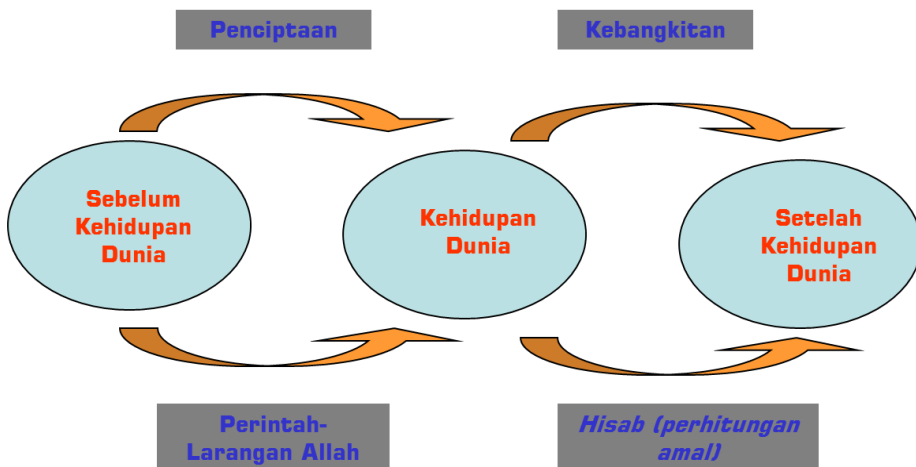 Penciptaan
Kebangkitan
Sebelum
Kehidupan
Dunia
Kehidupan
Dunia
Setelah
Kehidupan
Dunia
Perintah-
Larangan Allah
Hisab (perhitungan
amal)